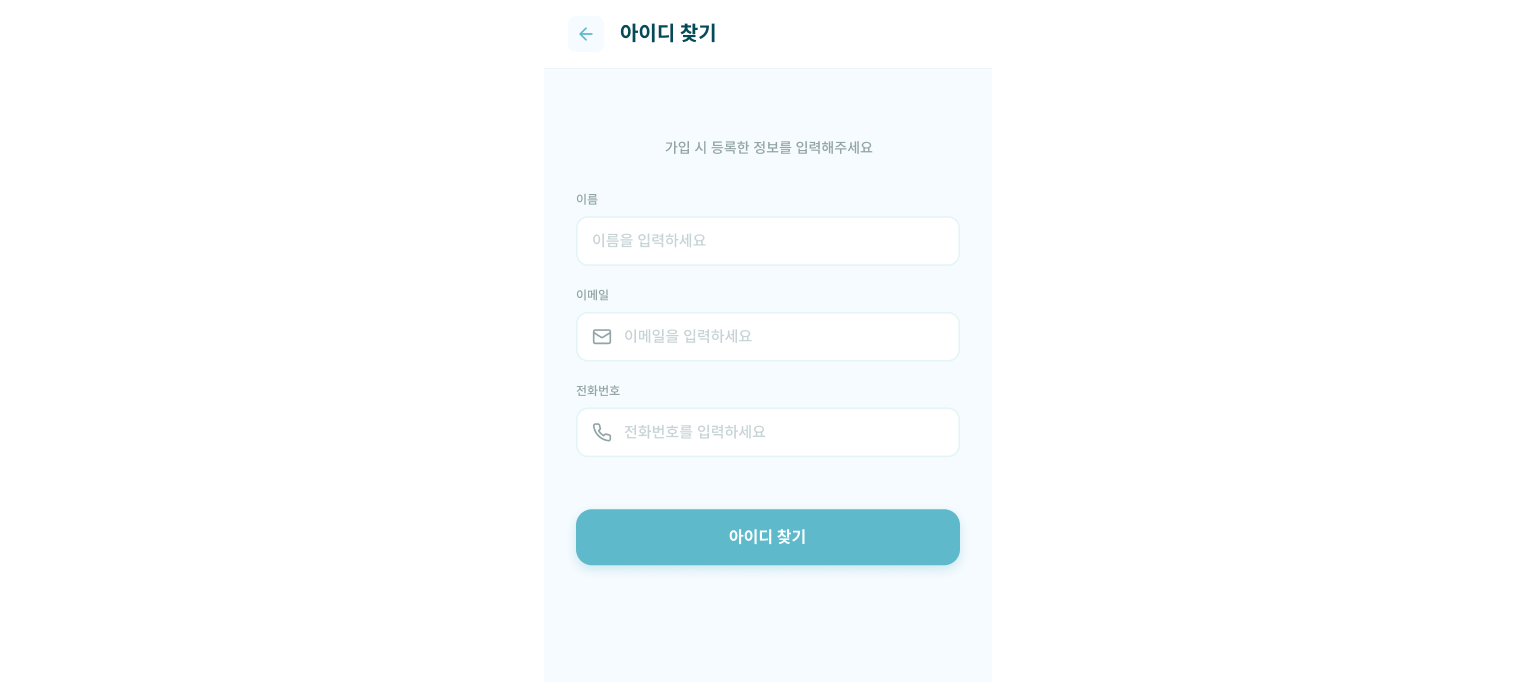 아이디 찾기
가입 시 등록한 정보를 입력해주세요
이름
이름을 입력하세요
이메일
이메일을 입력하세요
전화번호
전화번호를 입력하세요
아이디 찾기